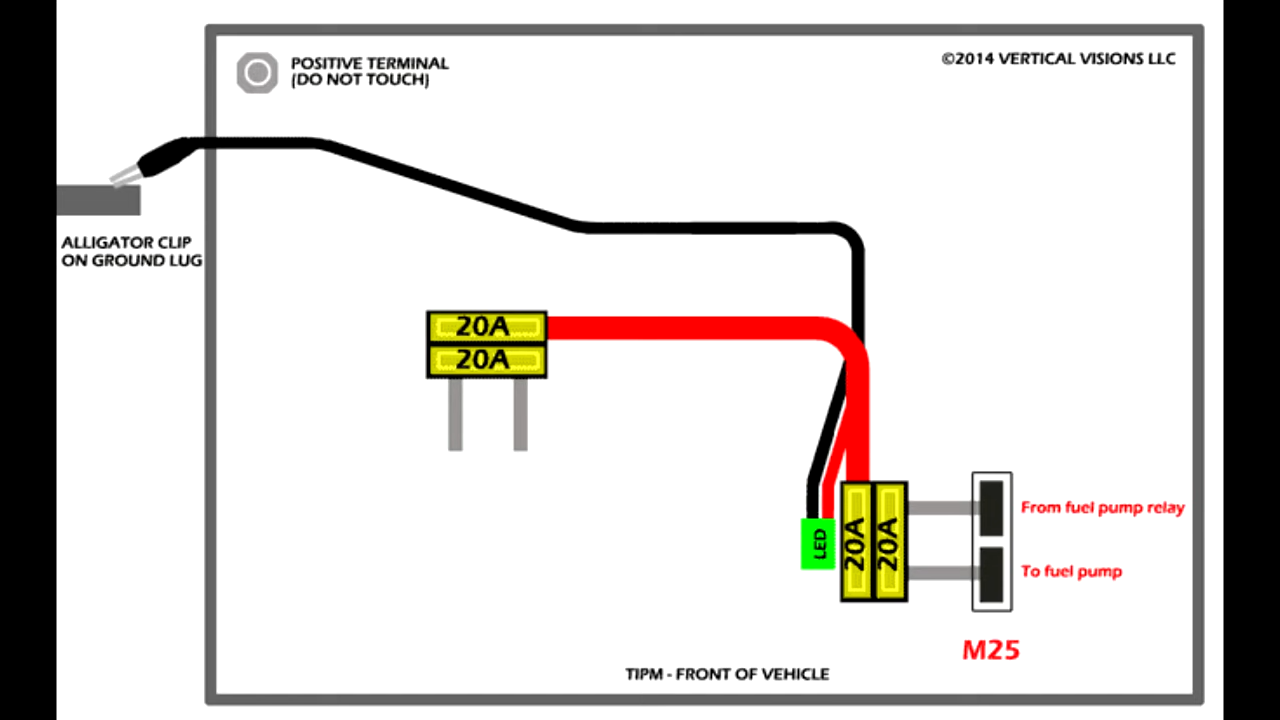 POSITIVE TERMINAL
(DO NOT TOUCH)
©2014 VERTICAL VISIONS LLC
ALLIGATOR CLIP
ON GROUND LUG
20A
20A
LED
20A
20A
From fuel pump relay
To fuel pump
M25
TIPM - FRONT OF VEHICLE